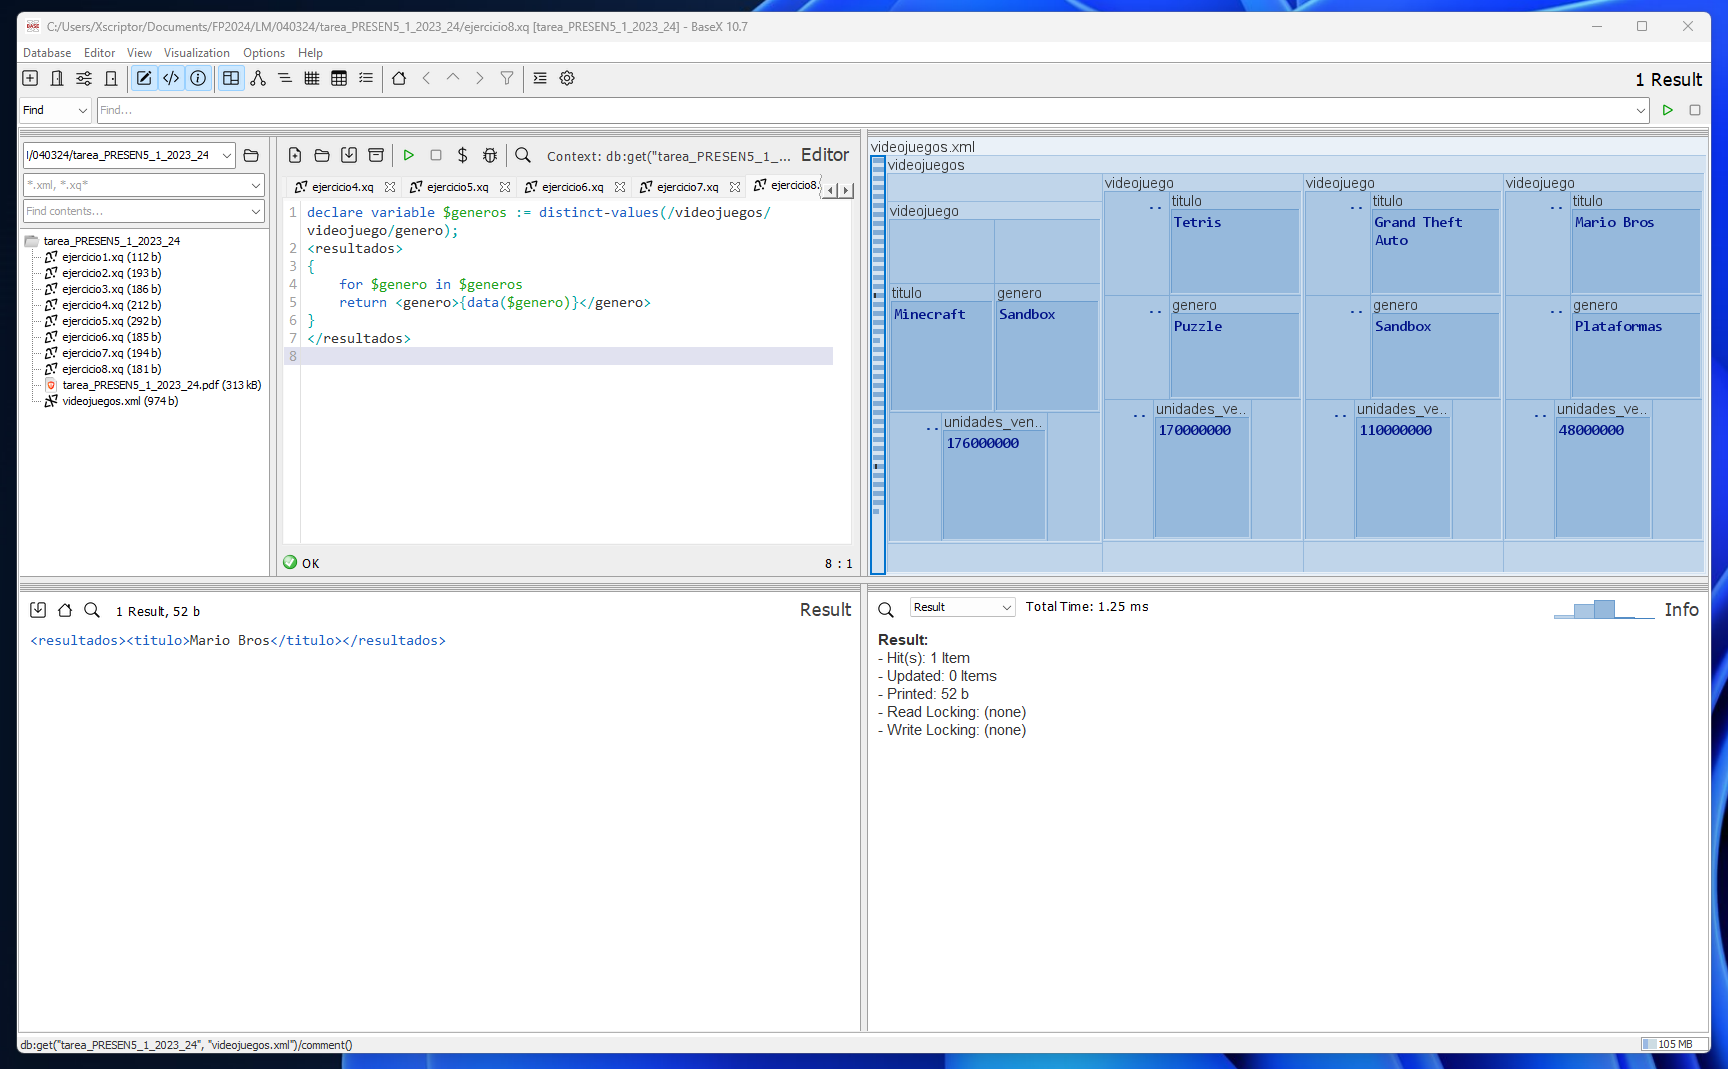 C:/Users/Xscriptor/Documents/FP2024/LM/040324/tarea_PRESEN5_1_2023_24/ejercicio8.xq [tarea_PRESEN5_1_2023_24] - BaseX 10.7
Database Editor View Visualization Options Help
1 Result
Find Find...
l/040324/tarea_PRESEN5_1_2023_24
*.xml, *.xq*
Find contents...
tarea_PRESEN5_1_2023_24
ejercicio1.xq (112 b)
ejercicio2.xq (193 b)
ejercicio3.xq (186 b)
ejercicio4.xq (212 b)
ejercicio5.xq (292 b)
ejercicio6.xq (185 b)
ejercicio7.xq (194 b)
ejercicio8.xq (181 b)
tarea_PRESEN5_1_2023_24.pdf (313 kB)
videojuegos.xml (974 b)
Context: db:get("tarea_PRESEN5_1_... Editor
ejercicio4.xq ejercicio5.xq ejercicio6.xq ejercicio7.xq ejercicio8.
1 declare variable $generos := distinct-values(/videojuegos/
videojuego/genero);
2 <resultados>
3 {
4 for $genero in $generos
5 return <genero>{data($genero)}</genero>
6 }
7 </resultados>
8
OK 8 : 1
videojuegos.xml
videojuegos
videojuego
titulo genero
Minecraft Sandbox
.. unidades_ven..
176000000
videojuego
.. titulo
Tetris
.. genero
Puzzle
.. unidades_ve..
170000000
videojuego
.. titulo
Grand Theft
Auto
.. genero
Sandbox
.. unidades_ve..
110000000
videojuego
.. titulo
Mario Bros
.. genero
Plataformas
.. unidades_ve..
48000000
1 Result, 52 b Result
<resultados><titulo>Mario Bros</titulo></resultados>
Result Total Time: 1.25 ms Info
Result:
- Hit(s): 1 Item
- Updated: 0 Items
- Printed: 52 b
- Read Locking: (none)
- Write Locking: (none)
db:get("tarea_PRESEN5_1_2023_24", "videojuegos.xml")/comment()
105 MB